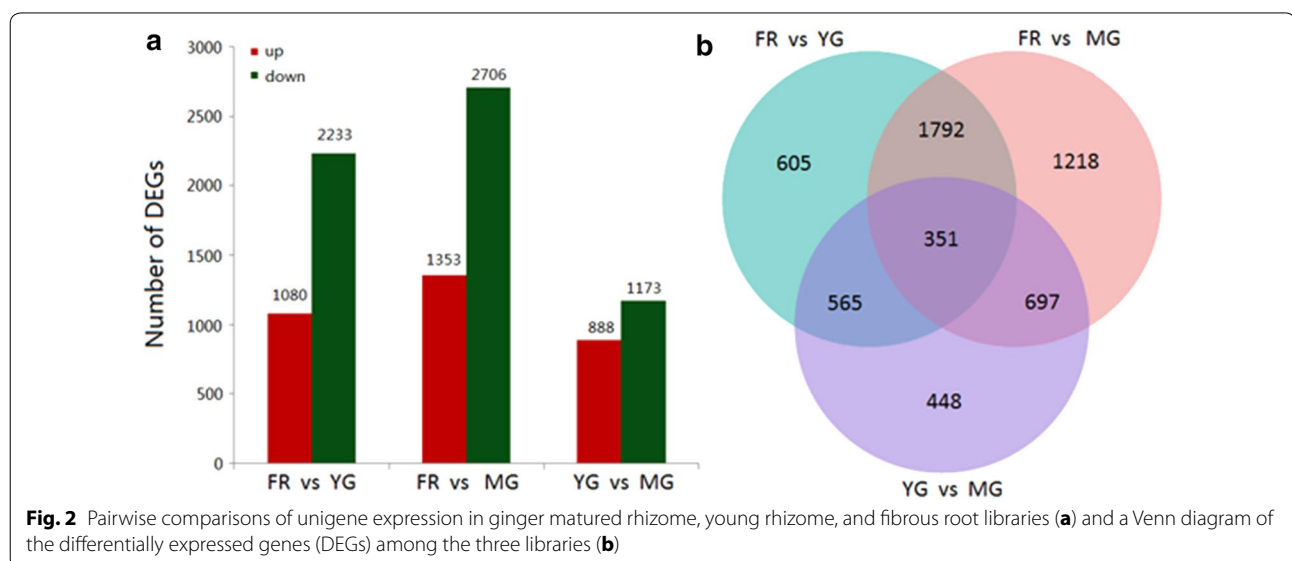 a
3000
2500
2000
1500
1000
500
0
Number of DEGs
up
down
1080
2233
1353
2706
888
1173
FR vs YG
FR vs MG
YG vs MG
b
FR vs YG
FR vs MG
1792
605
1218
351
565
697
448
YG vs MG
Fig. 2 Pairwise comparisons of unigene expression in ginger matured rhizome, young rhizome, and fibrous root libraries (a) and a Venn diagram of
the differentially expressed genes (DEGs) among the three libraries (b)